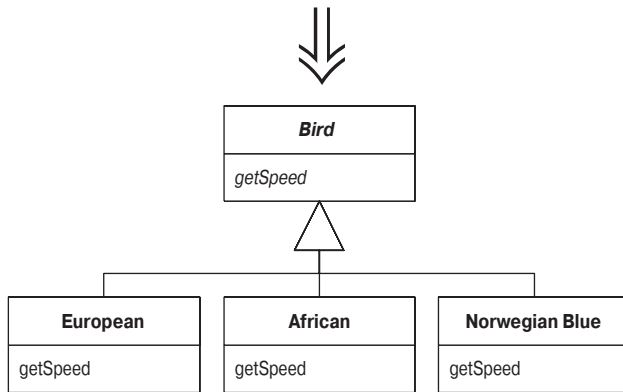 Bird
getSpeed
European
African
Norwegian Blue
getSpeed
getSpeed
getSpeed